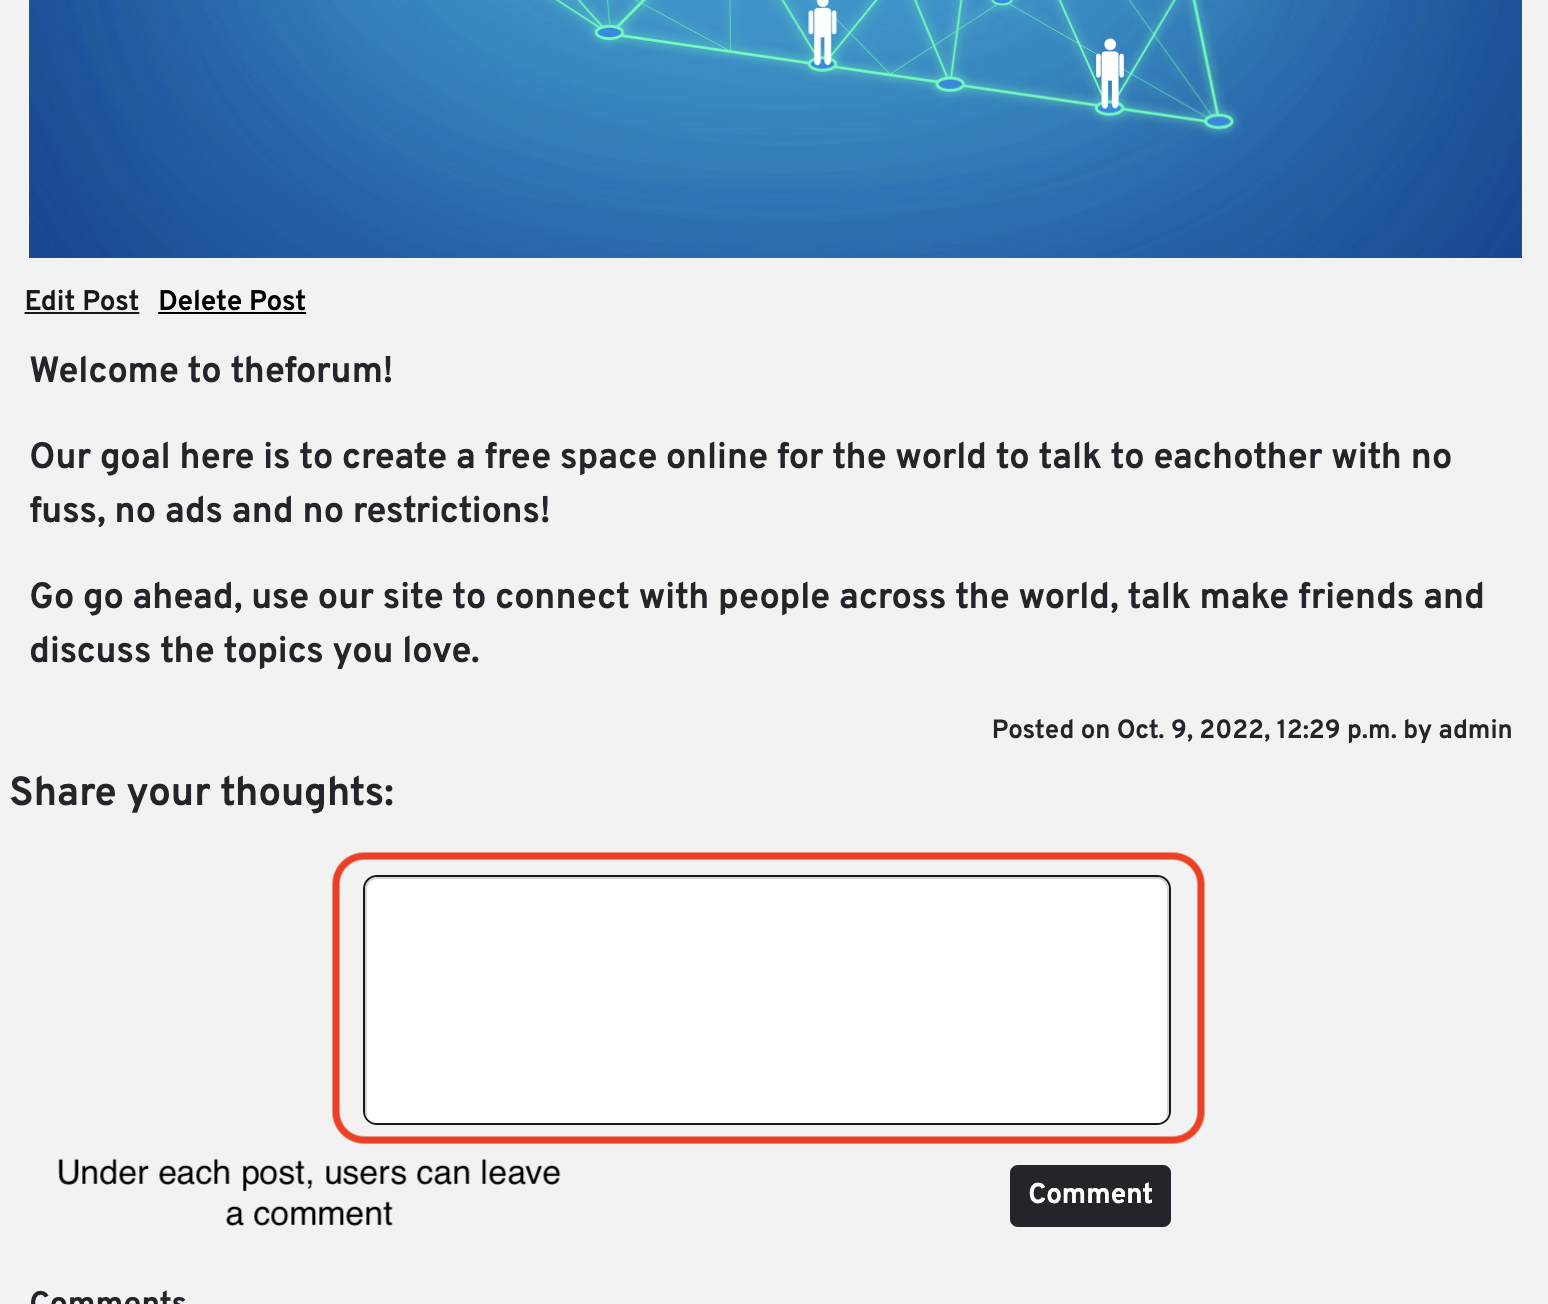 Edit Post Delete Post
Welcome to theforum!
Our goal here is to create a free space online for the world to talk to eachother with no
fuss, no ads and no restrictions!
Go go ahead, use our site to connect with people across the world, talk make friends and
discuss the topics you love.
Posted on Oct. 9, 2022, 12:29 p.m. by admin
Share your thoughts:
Under each post, users can leave
a comment
Comment
Comments